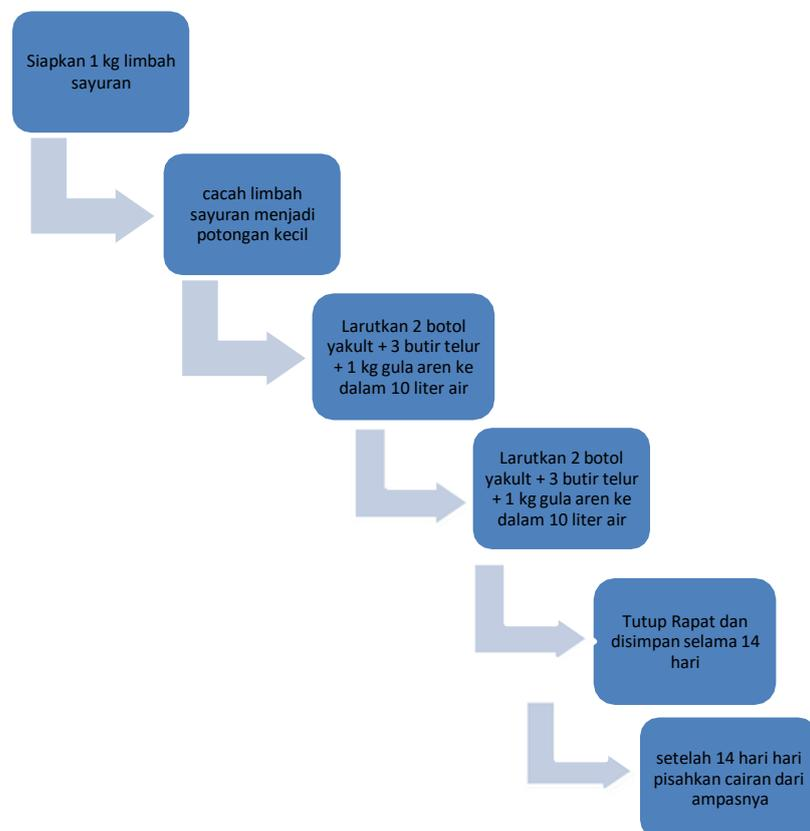 Siapkan 1 kg limbah
sayuran
cacah limbah
sayuran menjadi
potongan kecil
Larutkan 2 botol
yakult + 3 butir telur
+ 1 kg gula aren ke
dalam 10 liter air
Larutkan 2 botol
yakult + 3 butir telur
+ 1 kg gula aren ke
dalam 10 liter air
Tutup Rapat dan
disimpan selama 14
hari
setelah 14 hari hari
pisahkan cairan dari
ampasnya